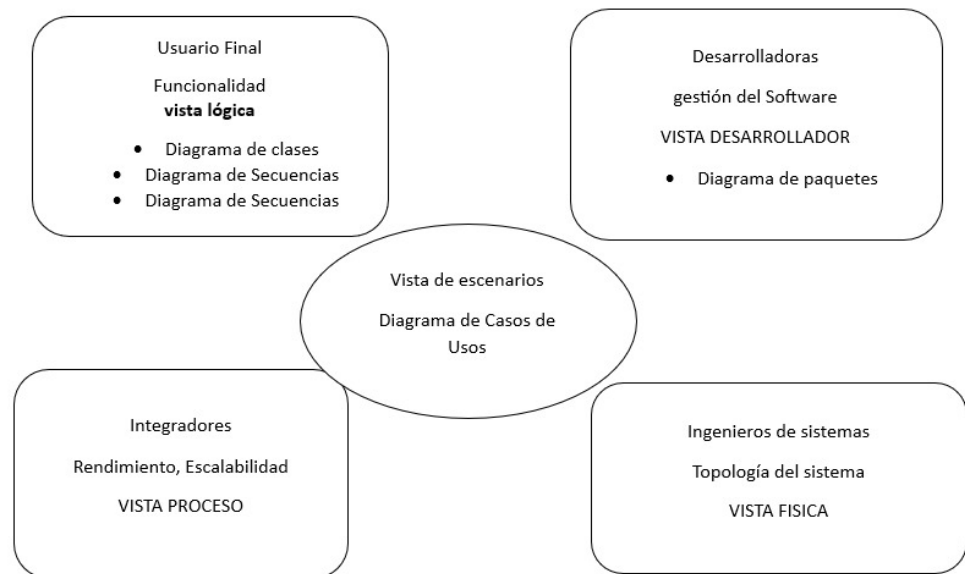 Usuario Final
Funcionalidad
vista lógica
• Diagrama de clases
• Diagrama de Secuencias
• Diagrama de Secuencias
Desarrolladoras
gestión del Software
VISTA DESARROLLADOR
• Diagrama de paquetes
Vista de escenarios
Diagrama de Casos de
Usos
Integradores
Rendimiento, Escalabilidad
VISTA PROCESO
Ingenieros de sistemas
Topología del sistema
VISTA FISICA